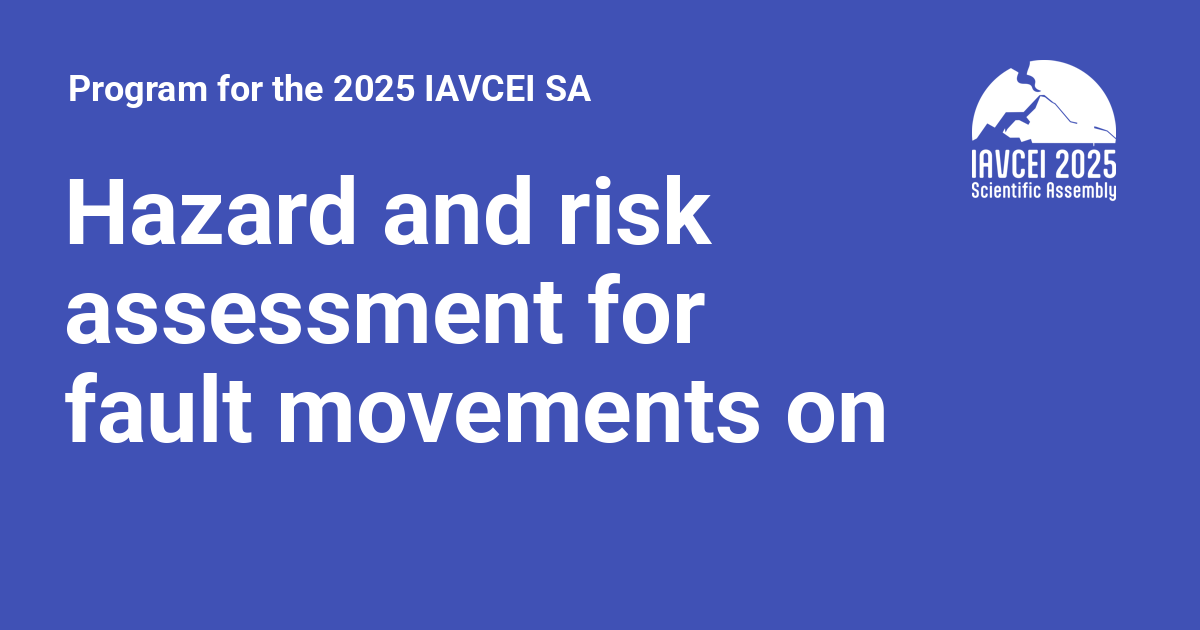 Program for the 2025 IAVCEI SA
IAVCEI 2025
Scientific Assembly
Hazard and risk
assessment for
fault movements on